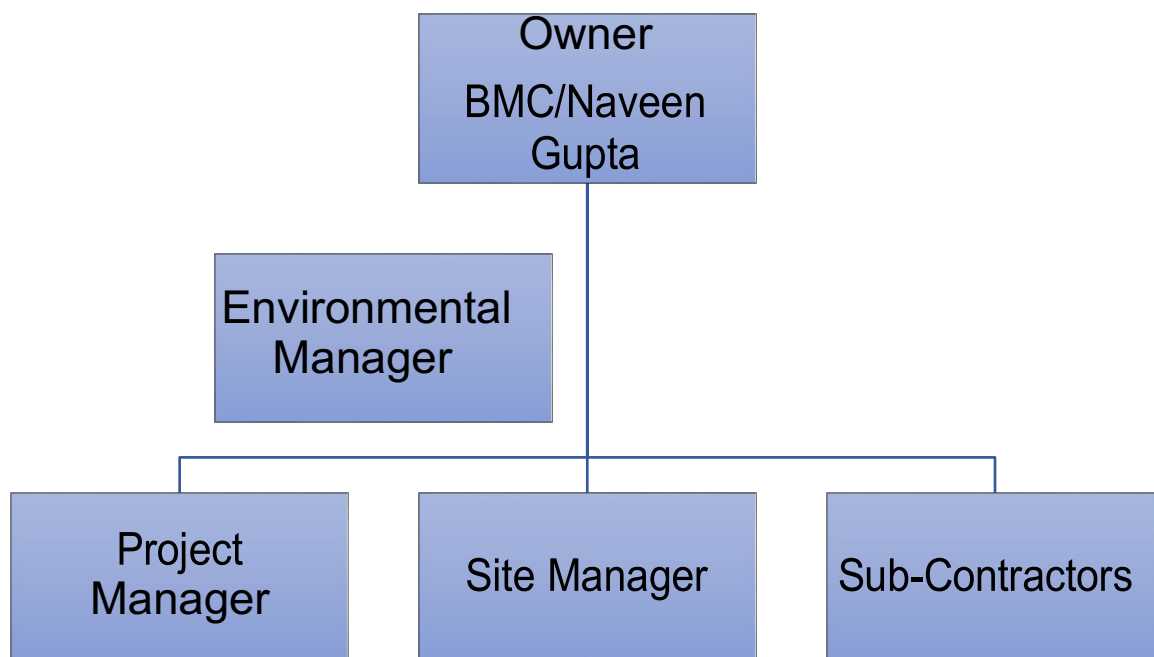 Owner
BMC/Naveen
Gupta
Environmental
Manager
Project
Manager
Site Manager
Sub-Contractors